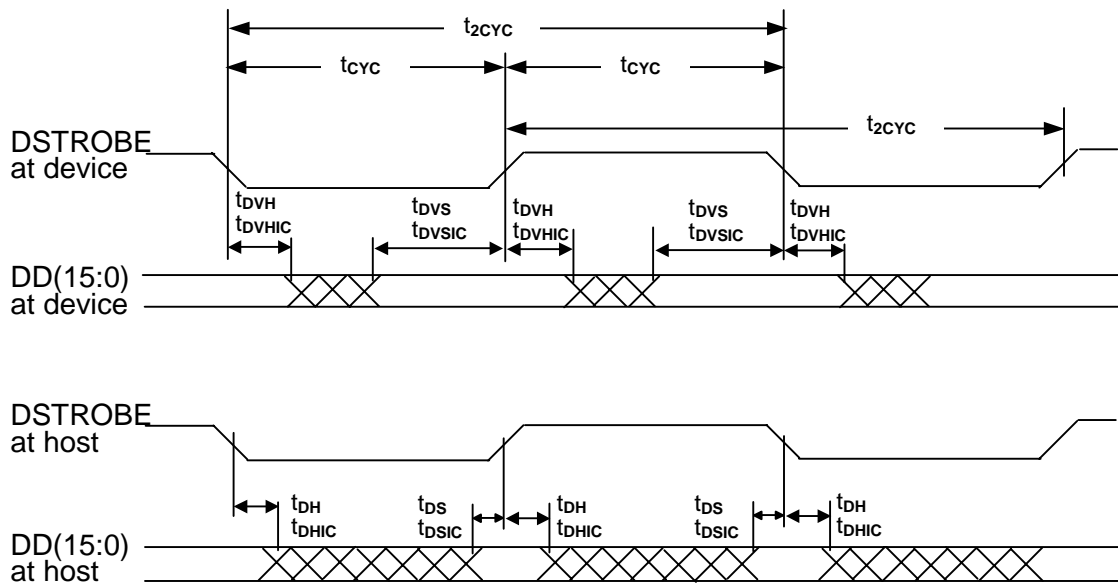 t2CYC
tCYC tCYC
t2CYC
DSTROBE
at device
tDVH tDVS tDVH tDVS tDVH
tDVHIC tDVSIC tDVHIC tDVSIC tDVHIC
DD(15:0)
at device
DSTROBE
at host
tDH tDS tDH tDS tDH
tDHIC tDSIC tDHIC tDSIC tDHIC
DD(15:0)
at host